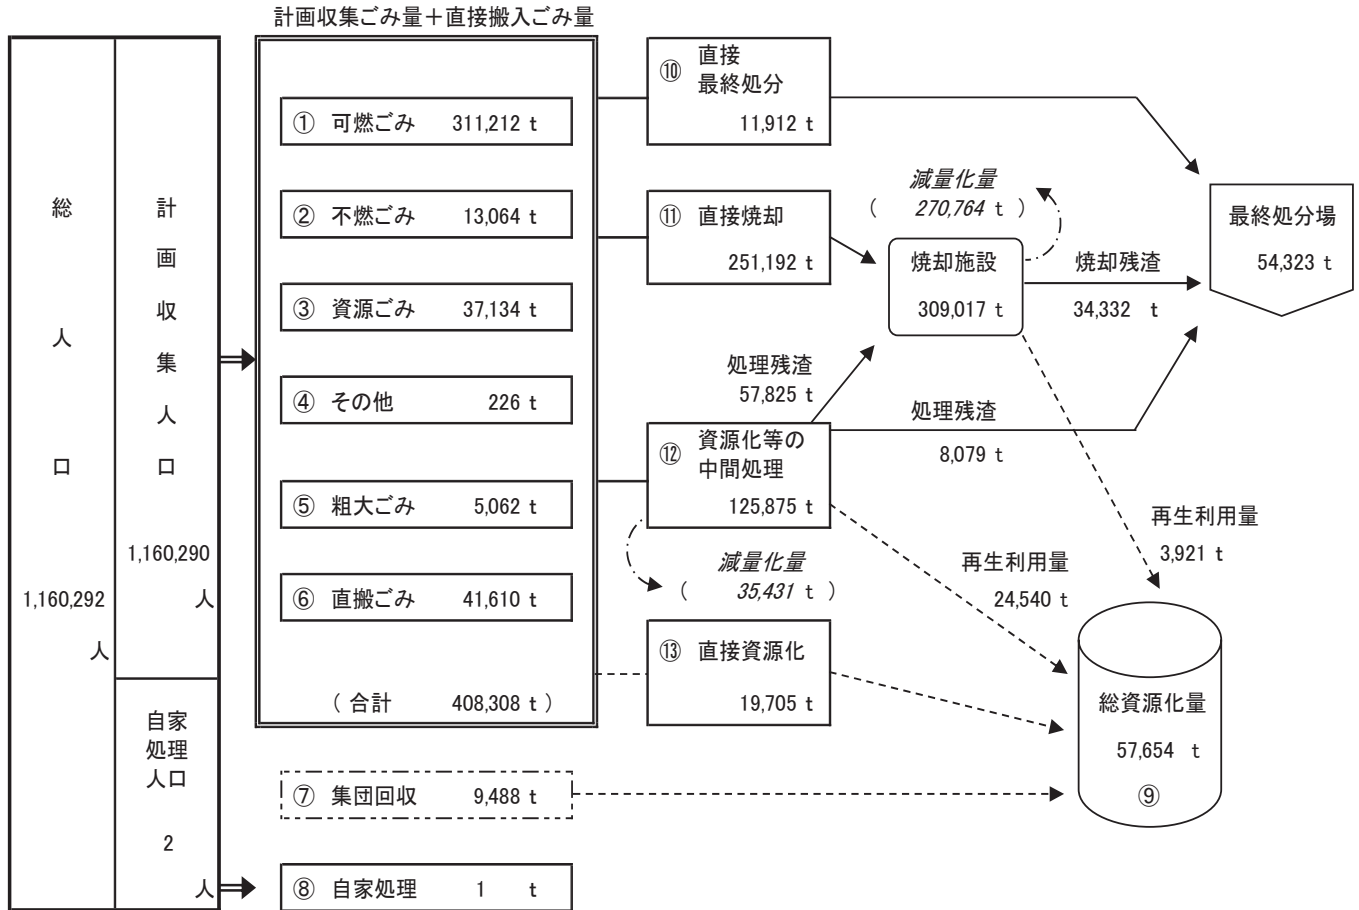 計画収集ごみ量＋直接搬入ごみ量
総人口
1,160,292
人
計画収集人口
1,160,290
人
自家
処理
人口
2
人
① 可燃ごみ 311,212 t
② 不燃ごみ 13,064 t
③ 資源ごみ 37,134 t
④ その他 226 t
⑤ 粗大ごみ 5,062 t
⑥ 直搬ごみ 41,610 t
（ 合計 408,308 t ）
⑦ 集団回収 9,488 t
⑧ 自家処理 1 t
⑩ 直接
最終処分
11,912 t
⑪ 直接焼却
251,192 t
減量化量
（ 270,764 t ）
焼却施設
309,017 t
焼却残渣
34,332 t
最終処分場
54,323 t
処理残渣
57,825 t
処理残渣
8,079 t
⑫ 資源化等の
中間処理
125,875 t
減量化量
（ 35,431 t ）
再生利用量
24,540 t
再生利用量
3,921 t
⑬ 直接資源化
19,705 t
総資源化量
57,654 t
⑨